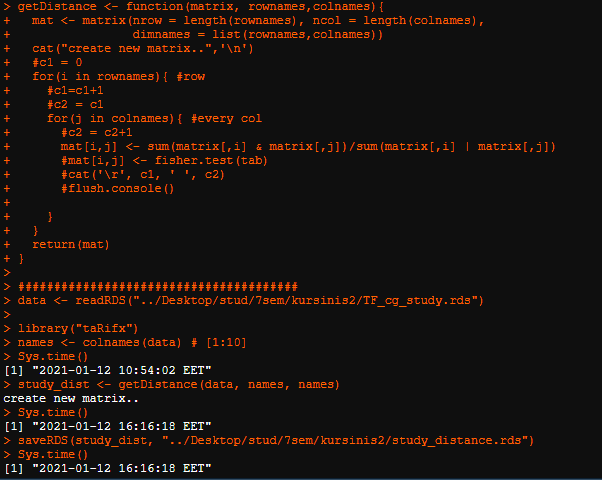 > getDistance <- function(matrix, rownames,colnames){
+   mat <- matrix(nrow = length(rownames), ncol = length(colnames),
+                 dimnames = list(rownames,colnames))
+   cat("create new matrix..",'\n')
+   #c1 = 0
+   for(i in rownames){ #row
+     #c1=c1+1
+     #c2 = c1
+     for(j in colnames){ #every col
+       #c2 = c2+1
+       mat[i,j] <- sum(matrix[,i] & matrix[,j])/sum(matrix[,i] | matrix[,j])
+       #mat[i,j] <- fisher.test(tab)
+       #cat('\r', c1, ' ', c2)
+       #flush.console()
+
+     }
+   }
+   return(mat)
+ }
>
> #######################################
> data <- readRDS("../Desktop/stud/7sem/kursinis2/TF_cg_study.rds")
>
> library("taRifx")
> names <- colnames(data) # [1:10]
> Sys.time()
[1] "2021-01-12 10:54:02 EET"
> study_dist <- getDistance(data, names, names)
create new matrix..
> Sys.time()
[1] "2021-01-12 16:16:18 EET"
> saveRDS(study_dist, "../Desktop/stud/7sem/kursinis2/study_distance.rds")
> Sys.time()
[1] "2021-01-12 16:16:18 EET"